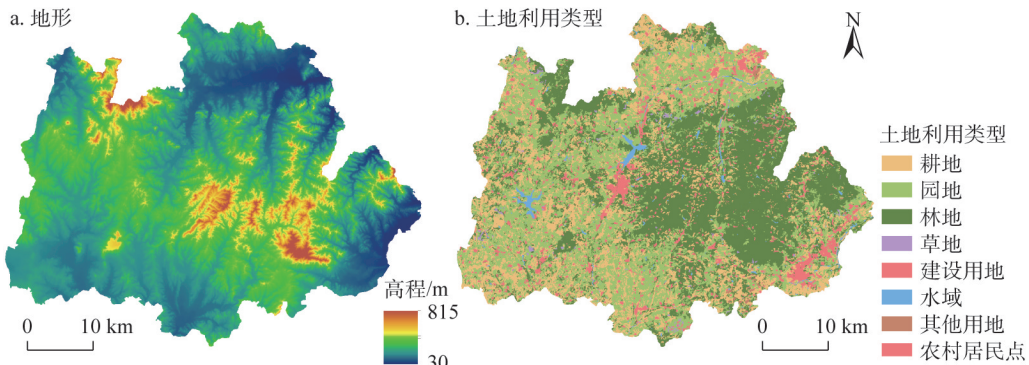 a. 地形
b. 土地利用类型
N
土地利用类型
耕地
园地
林地
草地
建设用地
水域
其他用地
农村居民点
高程/m
815
30
0 10 km
0 10 km